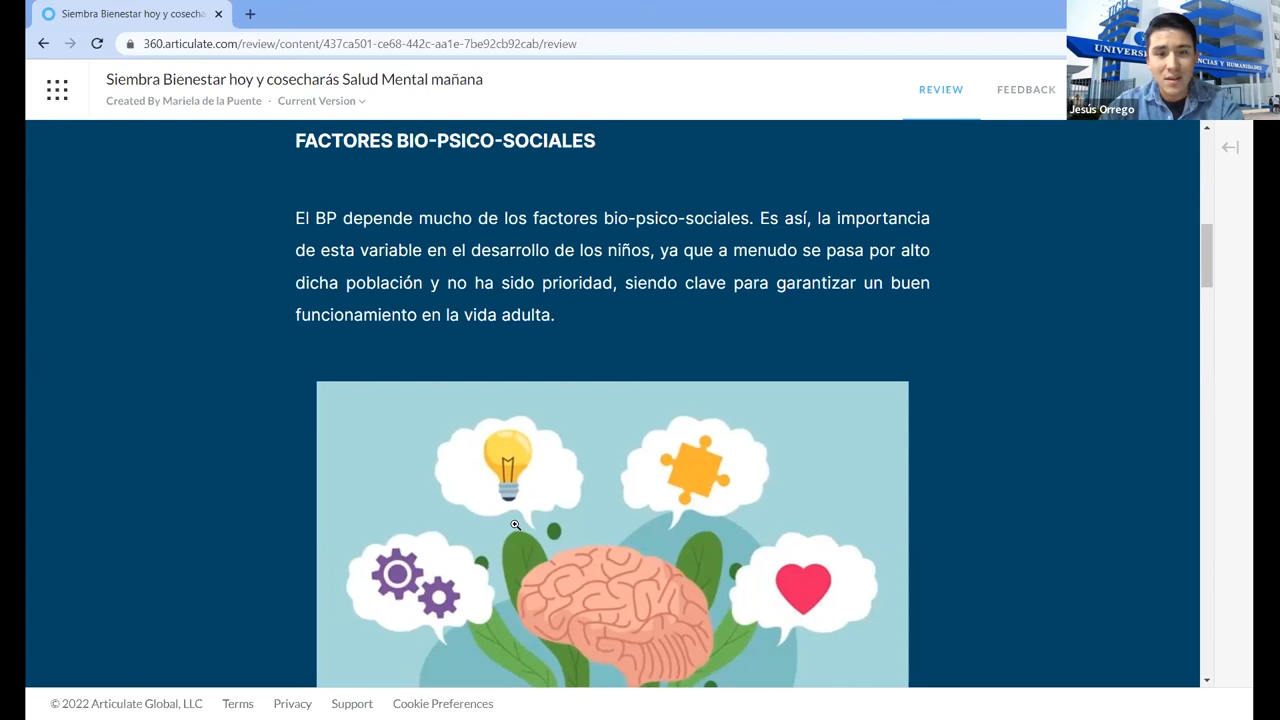 Siembra Bienestar hoy y cosecha
360.articulate.com/review/content/437ca501-ce68-442c-aa1e-7be92cb92cab/review
Siembra Bienestar hoy y cosecharás Salud Mental mañana
Created By Mariela de la Puente · Current Version
REVIEW
FEEDBACK
UCH
UNIVERS
CIAS Y HUMANIDADES
Jesús Orrego
FACTORES BIO-PSICO-SOCIALES
El BP depende mucho de los factores bio-psico-sociales. Es así, la importancia
de esta variable en el desarrollo de los niños, ya que a menudo se pasa por alto
dicha población y no ha sido prioridad, siendo clave para garantizar un buen
funcionamiento en la vida adulta.
© 2022 Articulate Global, LLC
Terms
Privacy
Support
Cookie Preferences